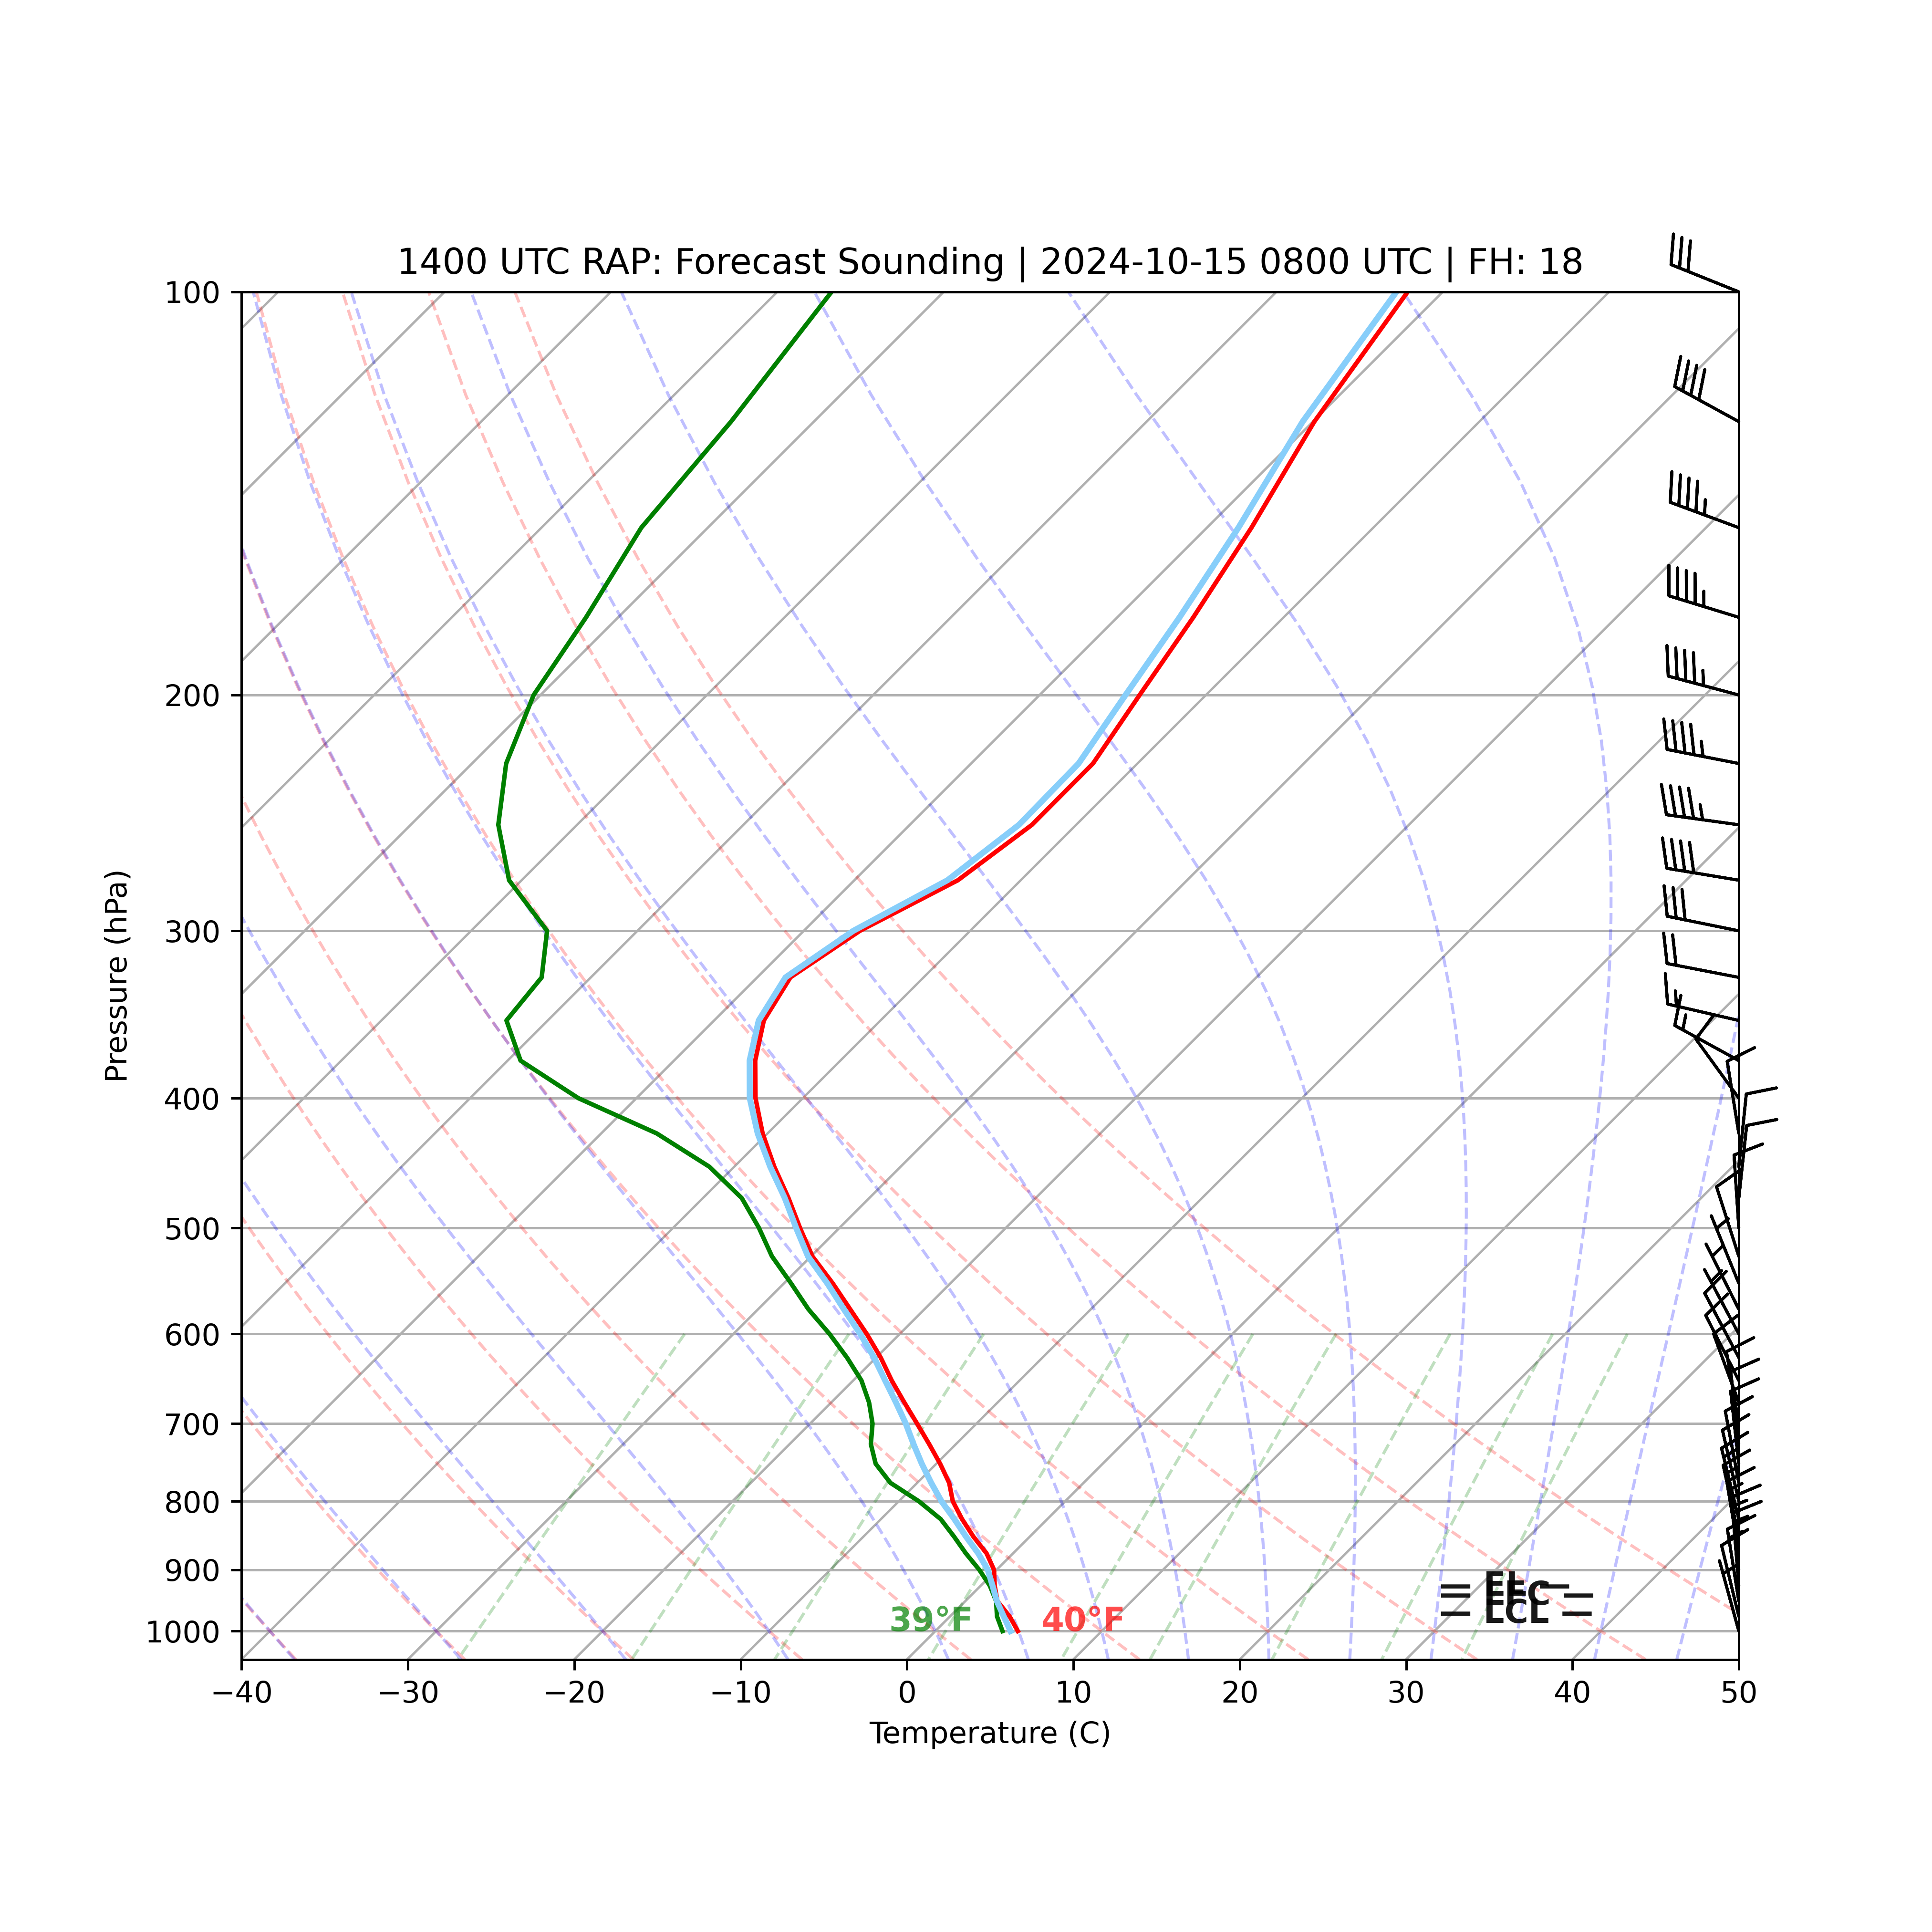 1400 UTC RAP: Forecast Sounding | 2024-10-15 0800 UTC | FH: 18
100
200
300
400
500
600
700
800
900
1000
Pressure (hPa)
39°F
40°F
— EL —
— LCL —
−40 −30 −20 −10 0 10 20 30 40 50
Temperature (C)